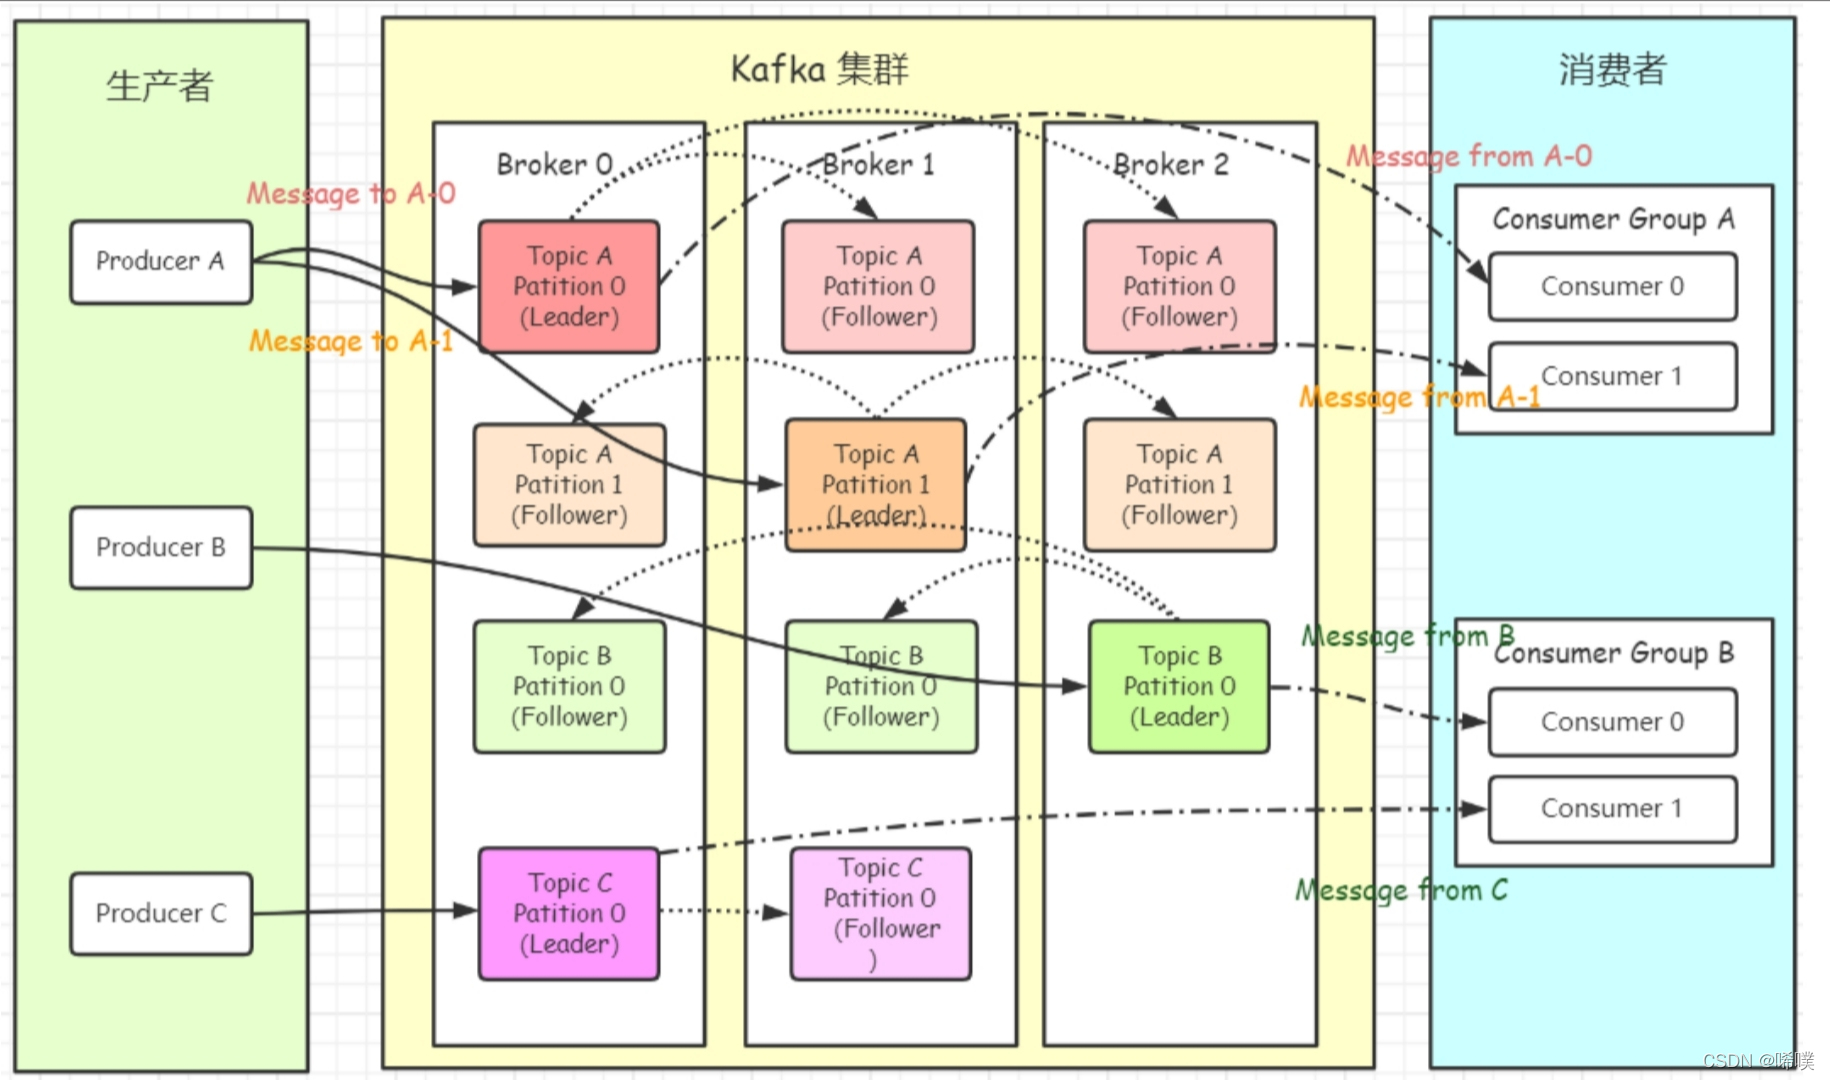 生产者
Kafka 集群
消费者
Broker 0
Broker 1
Broker 2
Message to A-0
Message to A-1
Message from A-0
Message from A-1
Message from B
Message from C
Producer A
Producer B
Producer C
Topic A
Patition 0
(Leader)
Topic A
Patition 0
(Follower)
Topic A
Patition 0
(Follower)
Topic A
Patition 1
(Follower)
Topic A
Patition 1
(Leader)
Topic A
Patition 1
(Follower)
Topic B
Patition 0
(Follower)
Topic B
Patition 0
(Follower)
Topic B
Patition 0
(Leader)
Topic C
Patition 0
(Leader)
Topic C
Patition 0
(Follower
)
Consumer Group A
Consumer 0
Consumer 1
Consumer Group B
Consumer 0
Consumer 1
CSDN @唏噗